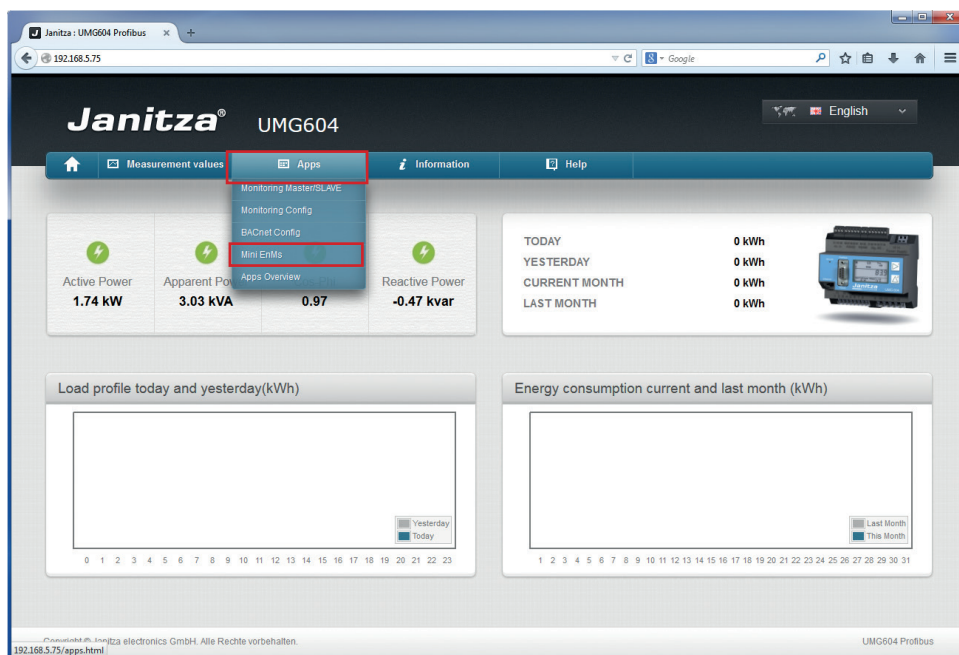 Janitza : UMG604 Profibus
192.168.5.75
Google
Janitza® UMG604
English
Measurement values Apps Information Help
Monitoring Master/SLAVE
Monitoring Config
BACnet Config
Mini EnMs
Apps Overview
Active Power Apparent Reactive Power
1.74 kW 3.03 kVA 0.97 -0.47 kvar
TODAY 0 kWh
YESTERDAY 0 kWh
CURRENT MONTH 0 kWh
LAST MONTH 0 kWh
Load profile today and yesterday(kWh)
Yesterday
Today
0 1 2 3 4 5 6 7 8 9 10 11 12 13 14 15 16 17 18 19 20 21 22 23
Energy consumption current and last month (kWh)
Last Month
This Month
1 2 3 4 5 6 7 8 9 10 11 12 13 14 15 16 17 18 19 20 21 22 23 24 25 26 27 28 29 30 31
Copyright © Janitza electronics GmbH. Alle Rechte vorbehalten. UMG604 Profibus
192.168.5.75/apps.html